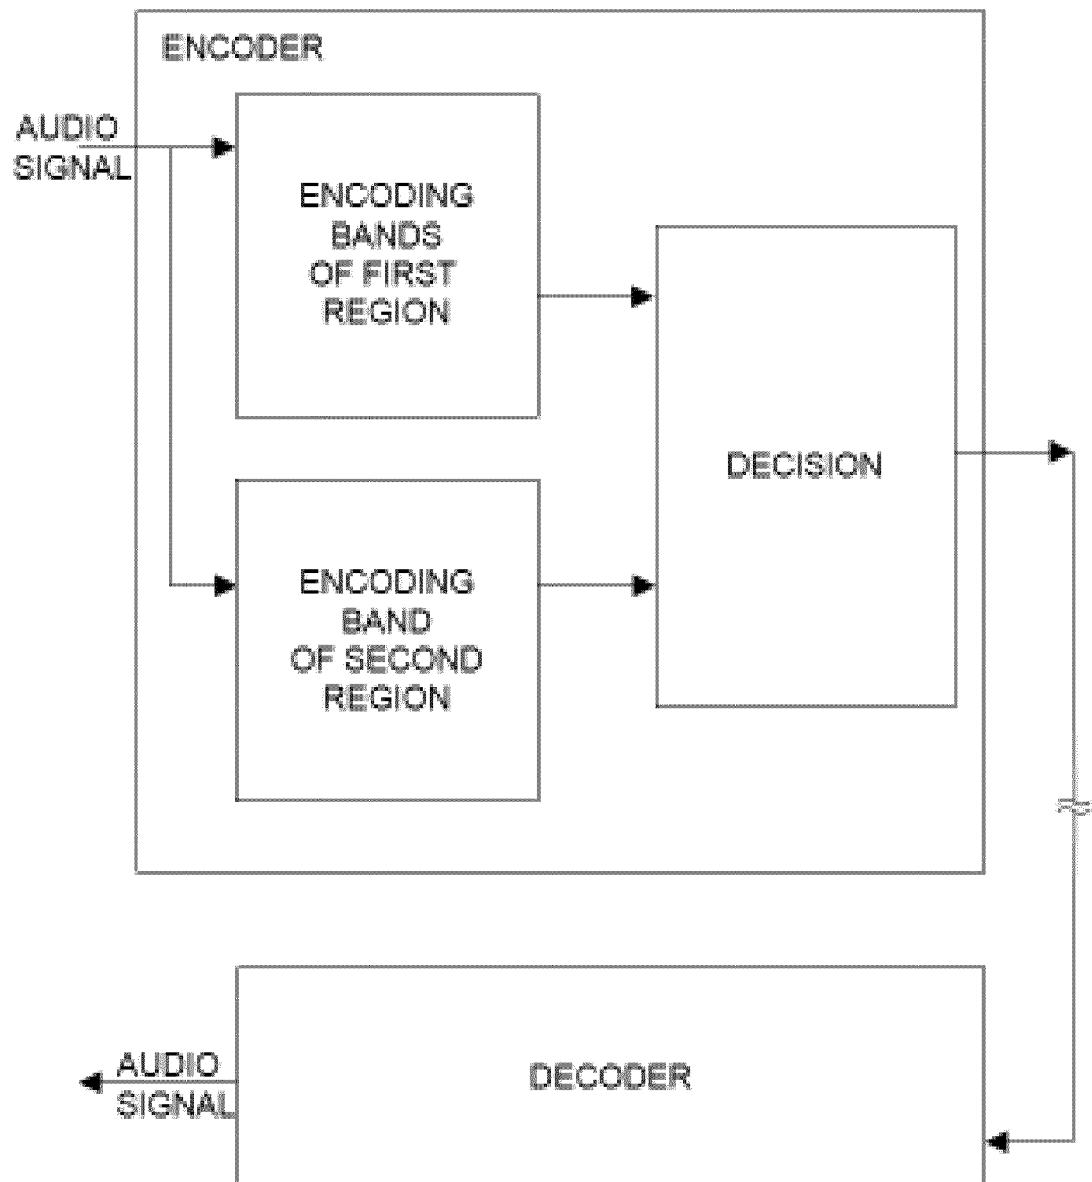 ENCODER
AUDIO
SIGNAL
ENCODING
BANDS
OF FIRST
REGION
DECISION
ENCODING
BAND
OF SECOND
REGION
AUDIO
SIGNAL
DECODER